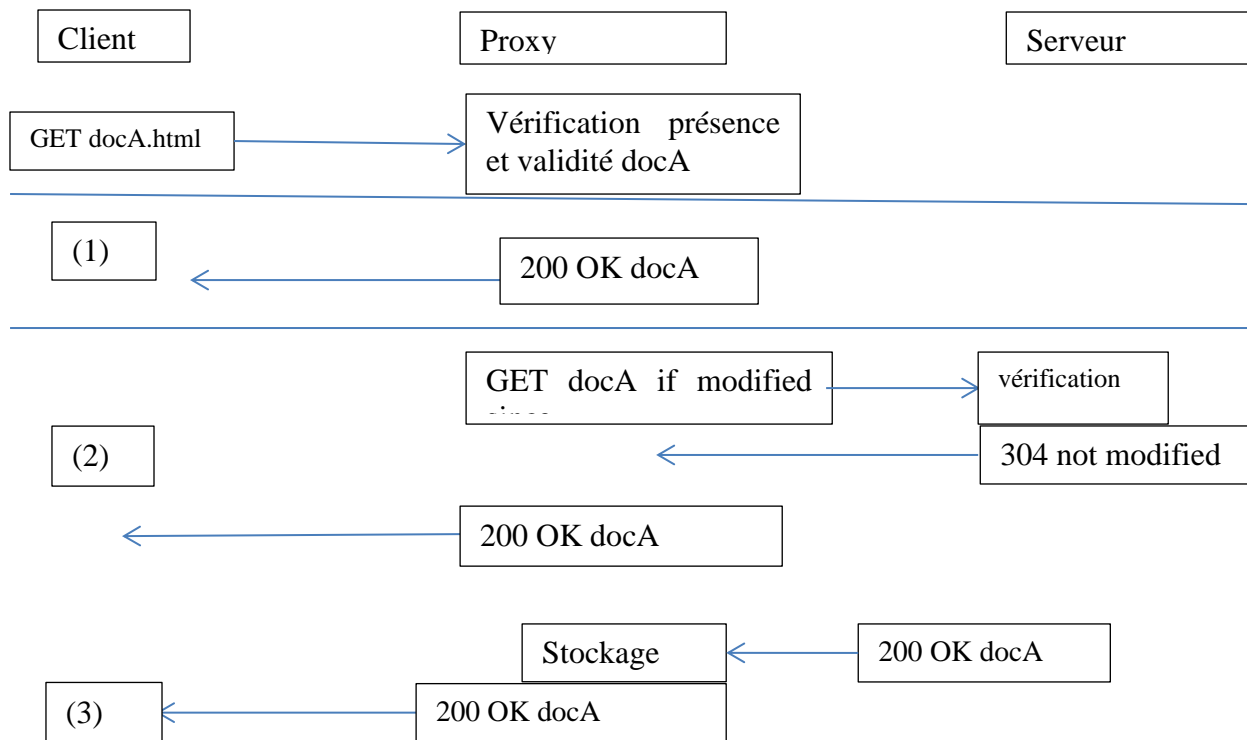 Client
Proxy
Serveur
GET docA.html
Vérification présence
et validité docA
(1)
200 OK docA
GET docA if modified
vérification
304 not modified
(2)
200 OK docA
Stockage
200 OK docA
(3)
200 OK docA